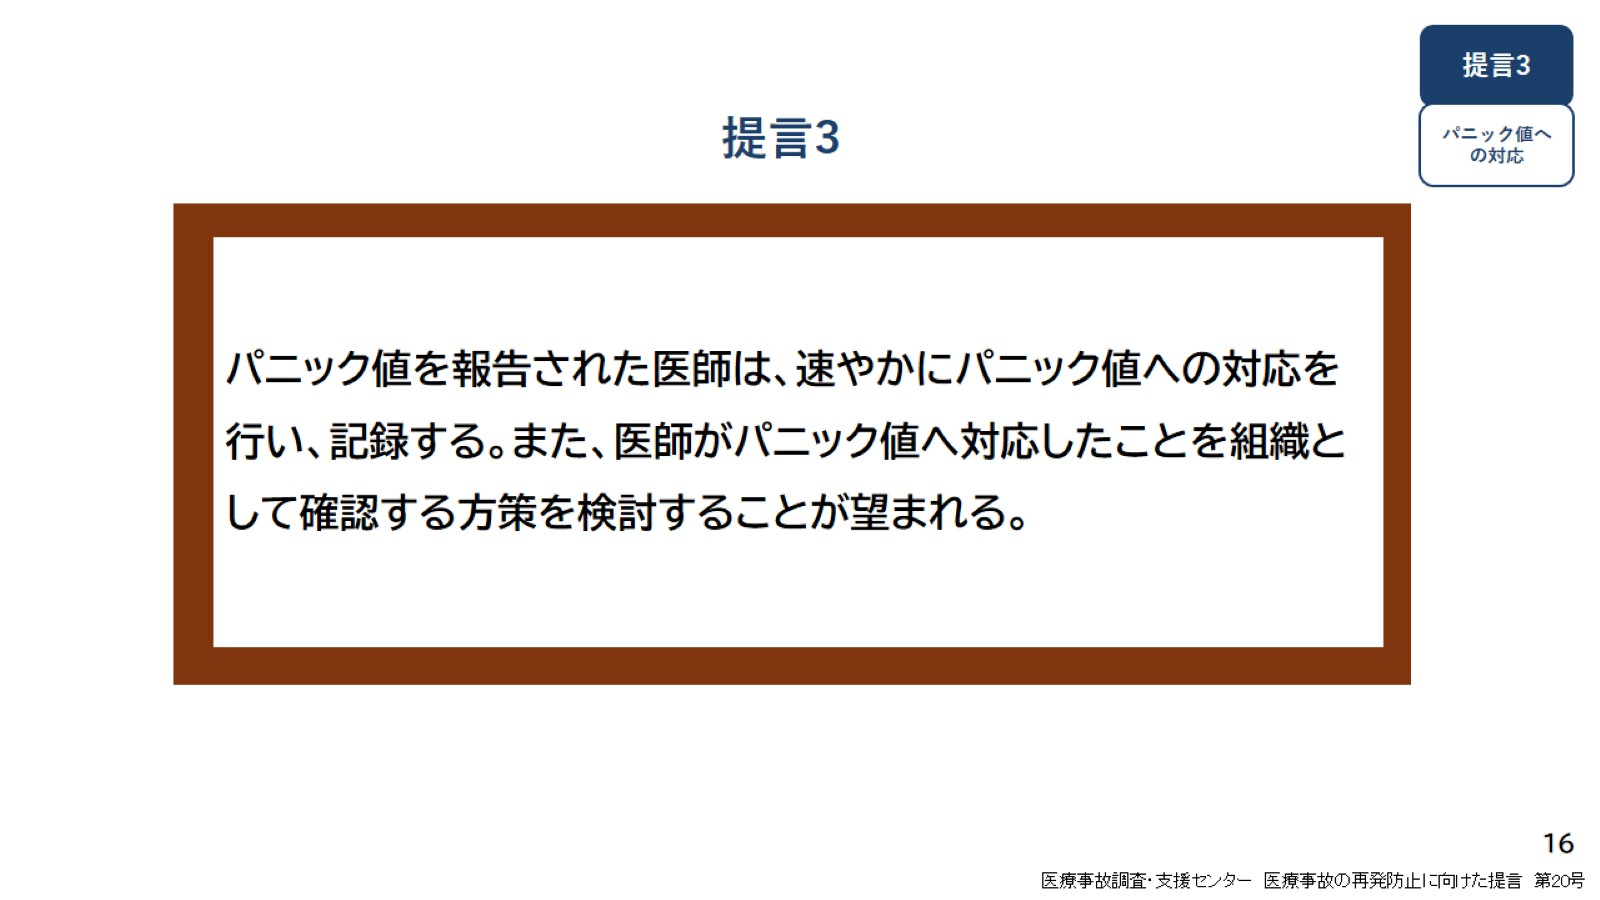 提言3
パニック値へ
の対応
提言3
パニック値を報告された医師は、速やかにパニック値への対応を
行い、記録する。また、医師がパニック値へ対応したことを組織と
して確認する方策を検討することが望まれる。
16
医療事故調査・支援センター　医療事故の再発防止に向けた提言　第20号